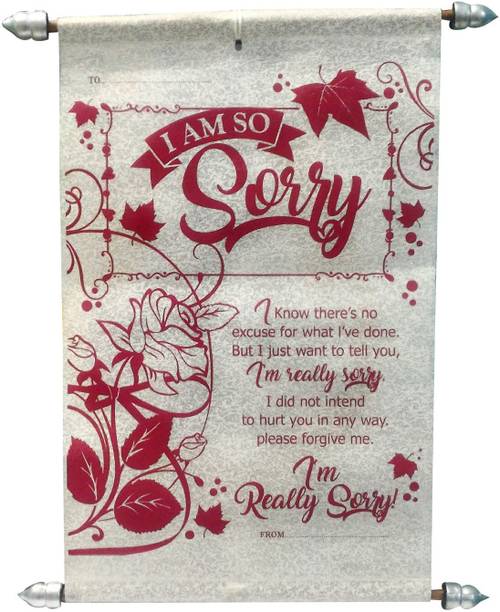 TO
I AM SO
Sorry
I Know there's no
excuse for what I've done.
But I just want to tell you,
I'm really sorry.
I did not intend
to hurt you in any way.
please forgive me.
I'm
Really Sorry!
FROM